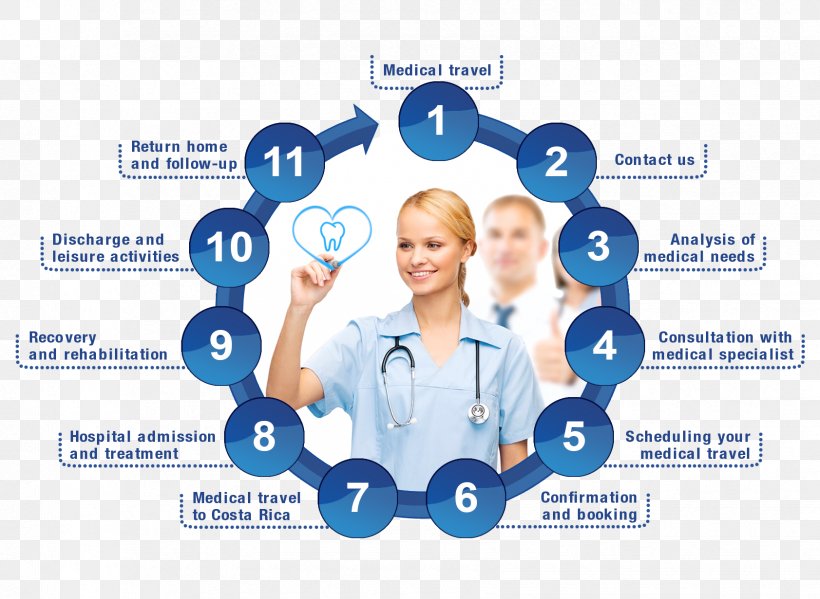 1
Medical travel
2
Contact us
3
Analysis of
medical needs
4
Consultation with
medical specialist
5
Scheduling your
medical travel
6
Confirmation
and booking
7
Medical travel
to Costa Rica
8
Hospital admission
and treatment
9
Recovery
and rehabilitation
10
Discharge and
leisure activities
11
Return home
and follow-up